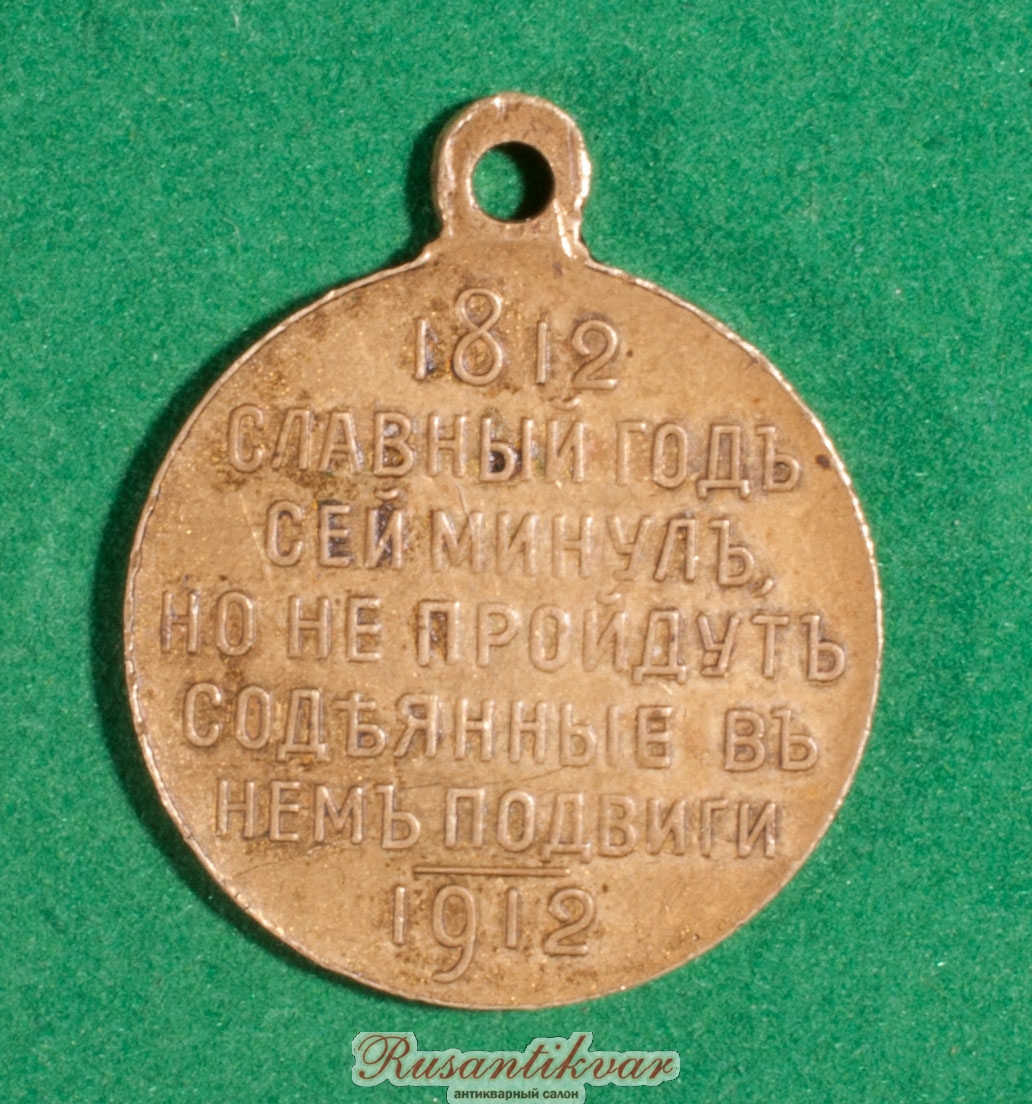 1812
СЛАВНЫЙ ГОДЪ
СЕЙ МИНУЛЪ,
НО НЕ ПРОЙДУТЪ
СОДѢЯННЫЕ ВЪ
НЕМЪ ПОДВИГИ
1912
Rusantikvar
антикварный салон